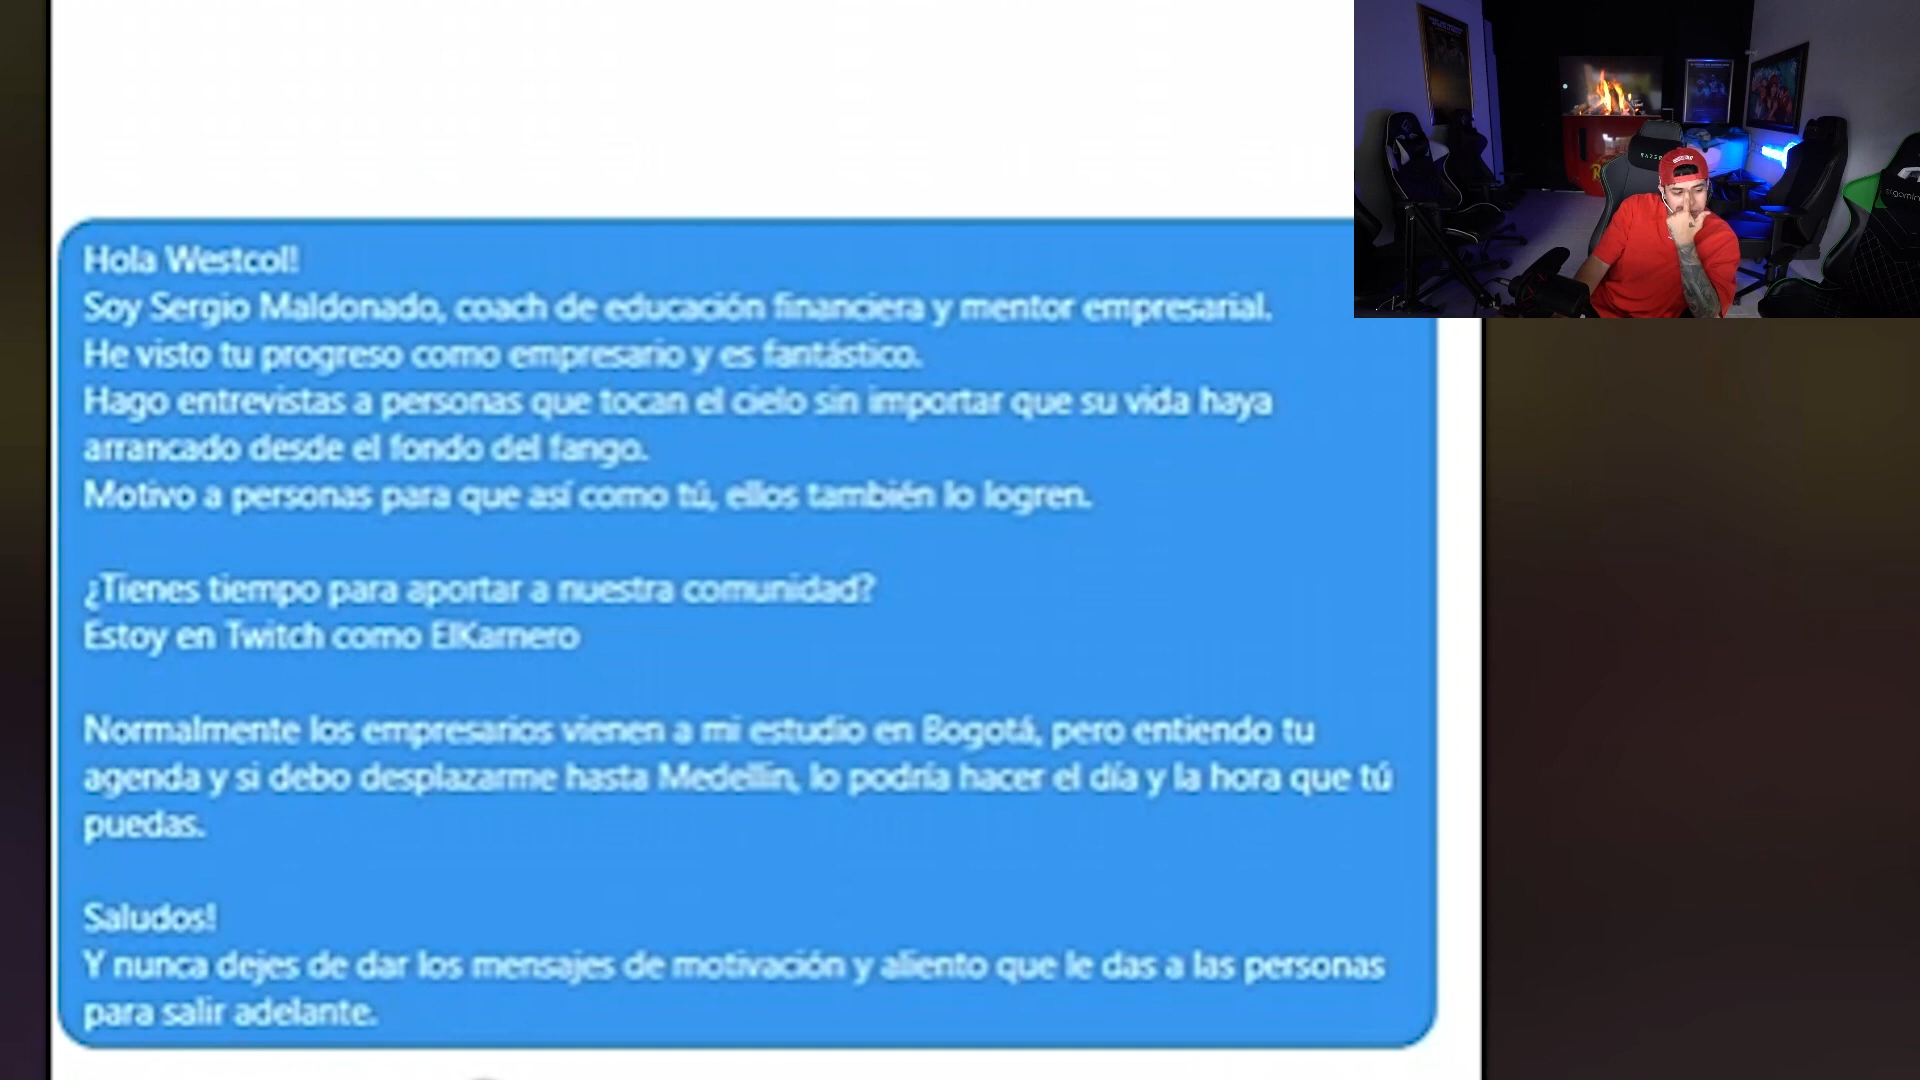 Hola Westcol!
Soy Sergio Maldonado, coach de educación financiera y mentor empresarial.
He visto tu progreso como empresario y es fantástico.
Hago entrevistas a personas que tocan el cielo sin importar que su vida haya
arrancado desde el fondo del fango.
Motivo a personas para que así como tú, ellos también lo logren.
¿Tienes tiempo para aportar a nuestra comunidad?
Estoy en Twitch como ElKarnero
Normalmente los empresarios vienen a mi estudio en Bogotá, pero entiendo tu
agenda y si debo desplazarme hasta Medellín, lo podría hacer el día y la hora que tú
puedas.
Saludos!
Y nunca dejes de dar los mensajes de motivación y aliento que le das a las personas
para salir adelante.